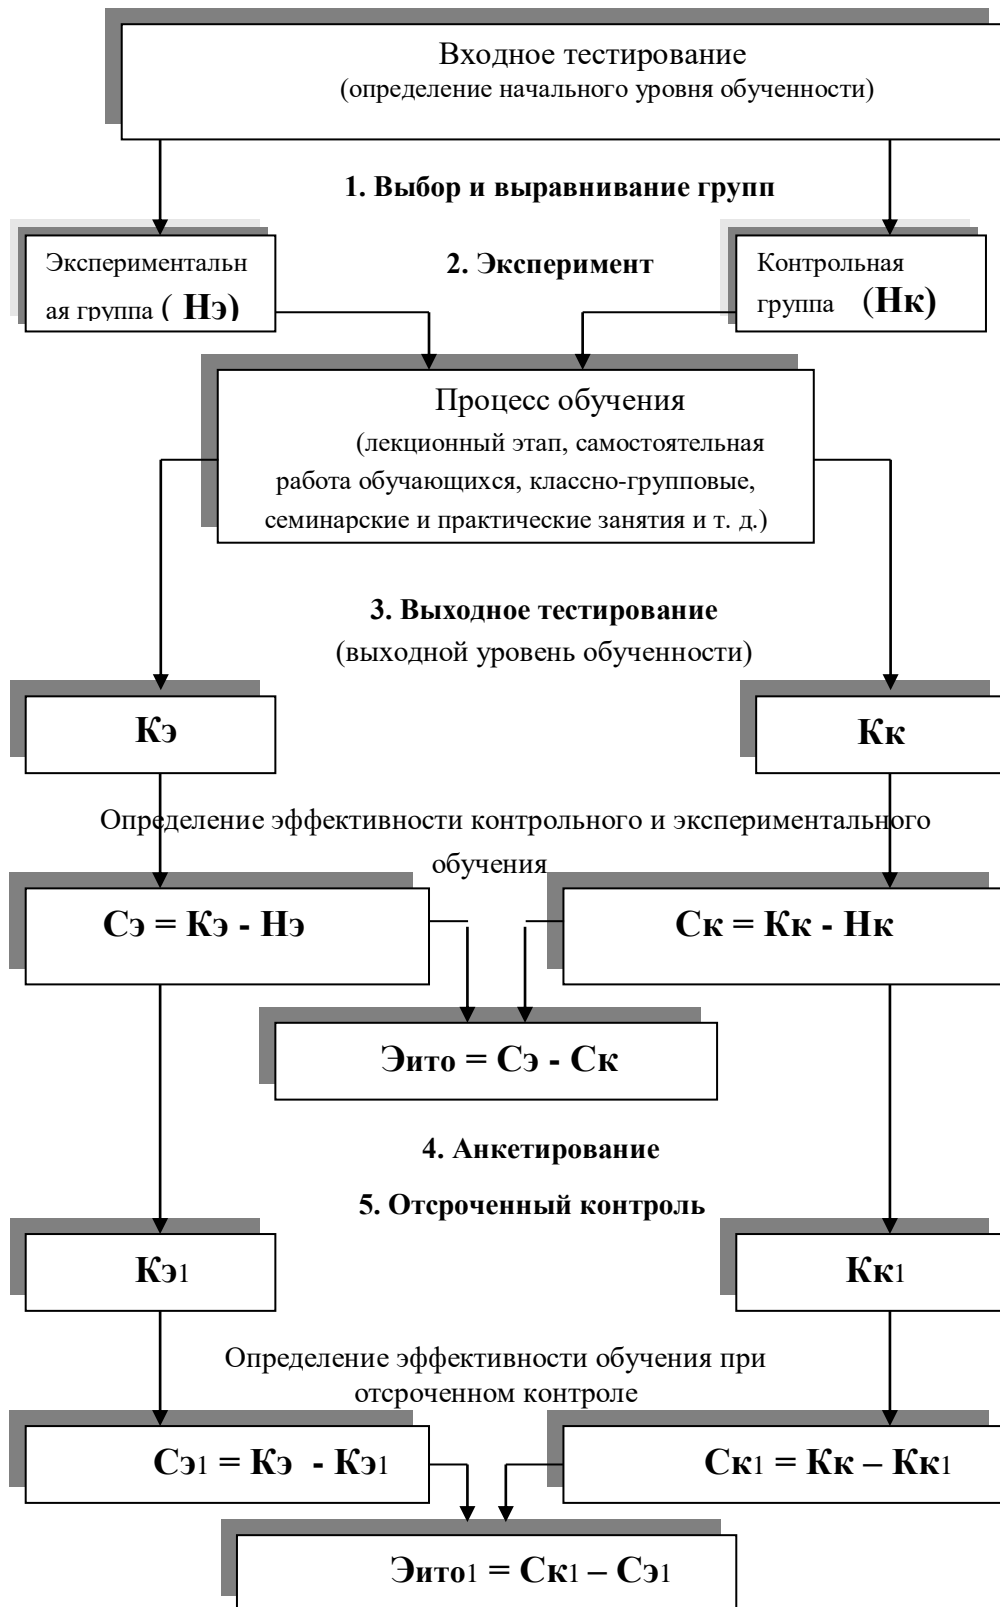 Входное тестирование
(определение начального уровня обученности)
1. Выбор и выравнивание групп
Экспериментальн
ая группа ( Нэ)
2. Эксперимент
Контрольная
группа (Нк)
Процесс обучения
(лекционный этап, самостоятельная
работа обучающихся, классно-групповые,
семинарские и практические занятия и т. д.)
3. Выходное тестирование
(выходной уровень обученности)
Кэ
Кк
Определение эффективности контрольного и экспериментального
обучения
Сэ = Кэ - Нэ
Ск = Кк - Нк
Эито = Сэ - Ск
4. Анкетирование
5. Отсроченный контроль
Кэ1
Кк1
Определение эффективности обучения при
отсроченном контроле
Сэ1 = Кэ - Кэ1
Ск1 = Кк – Кк1
Эито1 = Ск1 – Сэ1